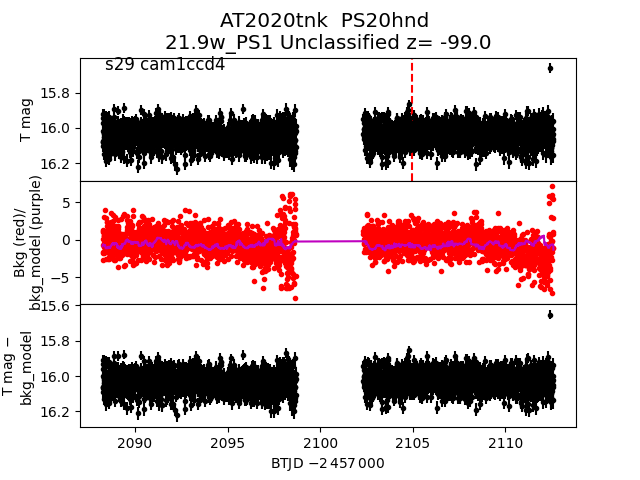 AT2020tnk  PS20hnd
21.9w_PS1 Unclassified z= -99.0
s29 cam1ccd4
15.8
16.0
16.2
T mag
5
0
−5
Bkg (red)/
bkg_model (purple)
15.6
15.8
16.0
16.2
T mag −
bkg_model
2090
2095
2100
2105
2110
BTJD −2 457 000